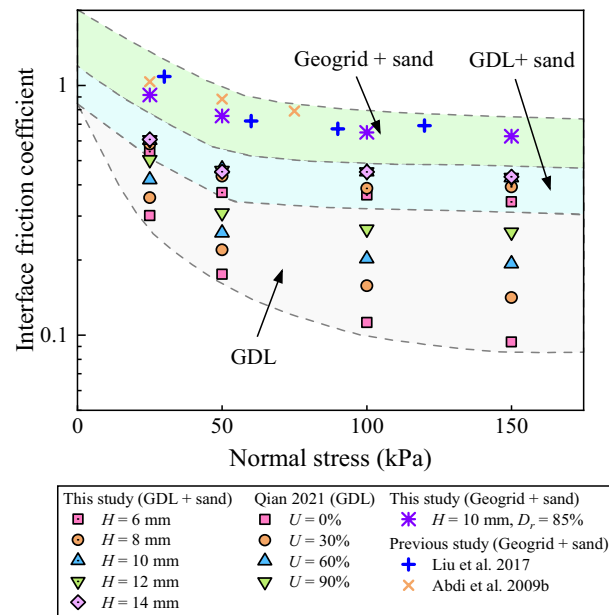 Interface friction coefficient
1
0.1
Geogrid + sand
GDL+ sand
GDL
0
50
100
150
Normal stress (kPa)
This study (GDL + sand)
H = 6 mm
H = 8 mm
H = 10 mm
H = 12 mm
H = 14 mm
Qian 2021 (GDL)
U = 0%
U = 30%
U = 60%
U = 90%
This study (Geogrid + sand)
H = 10 mm, Dr = 85%
Previous study (Geogrid + sand)
Liu et al. 2017
Abdi et al. 2009b